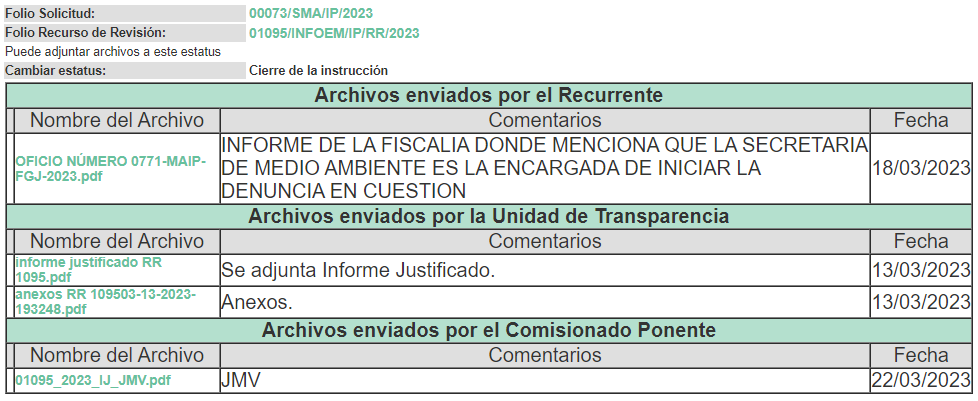 Folio Solicitud: 00073/SMA/IP/2023
Folio Recurso de Revisión: 01095/INFOEM/IP/RR/2023
Puede adjuntar archivos a este estatus
Cambiar estatus: Cierre de la instrucción
Archivos enviados por el Recurrente
Nombre del Archivo Comentarios Fecha
OFICIO NÚMERO 0771-MAIP-
FGJ-2023.pdf
INFORME DE LA FISCALIA DONDE MENCIONA QUE LA SECRETARIA
DE MEDIO AMBIENTE ES LA ENCARGADA DE INICIAR LA
DENUNCIA EN CUESTION
18/03/2023
Archivos enviados por la Unidad de Transparencia
Nombre del Archivo Comentarios Fecha
informe justificado RR
1095.pdf
Se adjunta Informe Justificado.
13/03/2023
anexos RR 109503-13-2023-
193248.pdf
Anexos.
13/03/2023
Archivos enviados por el Comisionado Ponente
Nombre del Archivo Comentarios Fecha
01095_2023_IJ_JMV.pdf JMV 22/03/2023